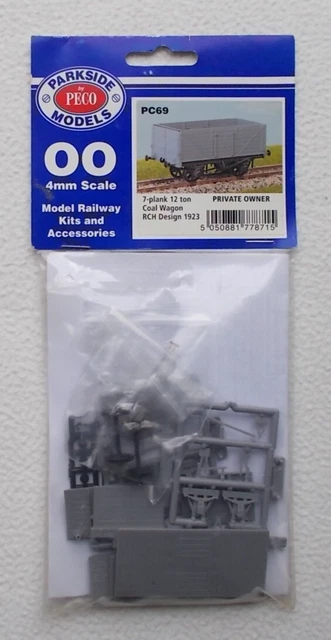 PARKSIDE
by
PECO
MODELS
OO
4mm Scale
Model Railway
Kits and
Accessories
PC69
7-plank 12 ton
Coal Wagon
RCH Design 1923
PRIVATE OWNER
5 050881 778715